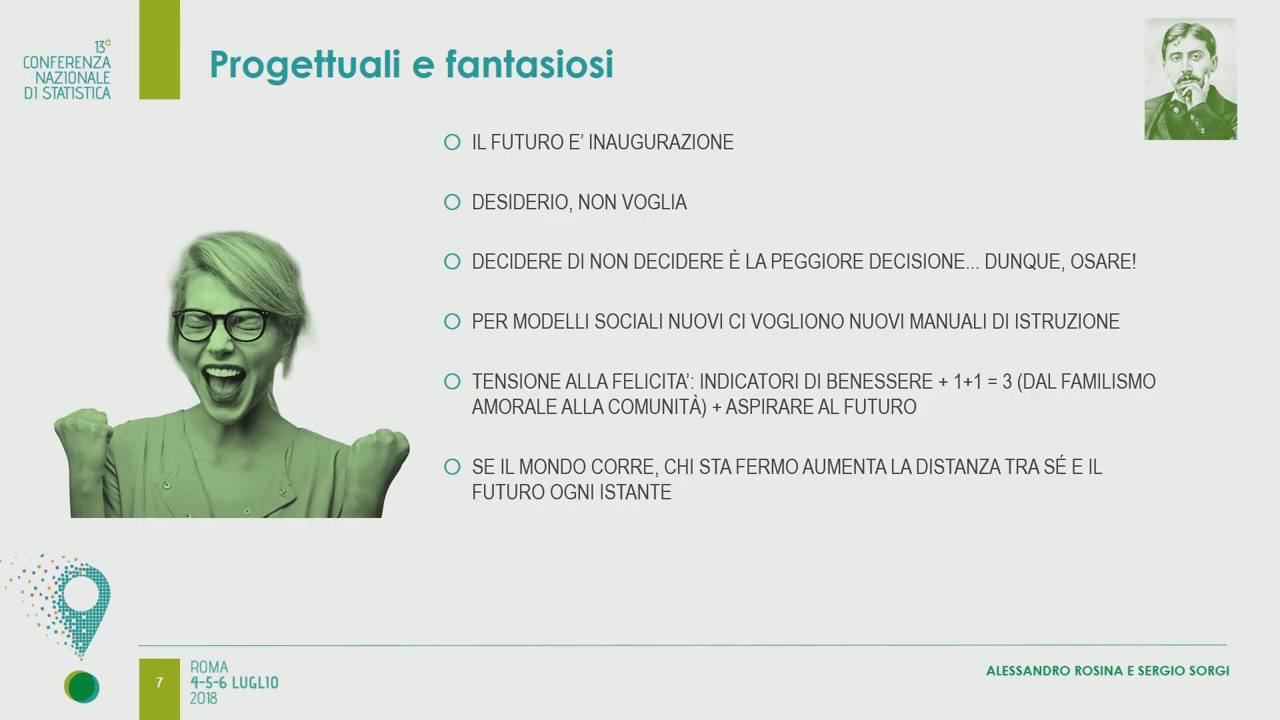 13a
CONFERENZA
NAZIONALE
DI STATISTICA
Progettuali e fantasiosi
IL FUTURO E’ INAUGURAZIONE
DESIDERIO, NON VOGLIA
DECIDERE DI NON DECIDERE È LA PEGGIORE DECISIONE... DUNQUE, OSARE!
PER MODELLI SOCIALI NUOVI CI VOGLIONO NUOVI MANUALI DI ISTRUZIONE
TENSIONE ALLA FELICITA’: INDICATORI DI BENESSERE + 1+1 = 3 (DAL FAMILISMO
AMORALE ALLA COMUNITÀ) + ASPIRARE AL FUTURO
SE IL MONDO CORRE, CHI STA FERMO AUMENTA LA DISTANZA TRA SÉ E IL
FUTURO OGNI ISTANTE
7
ROMA
4-5-6 LUGLIO
2018
ALESSANDRO ROSINA E SERGIO SORGI